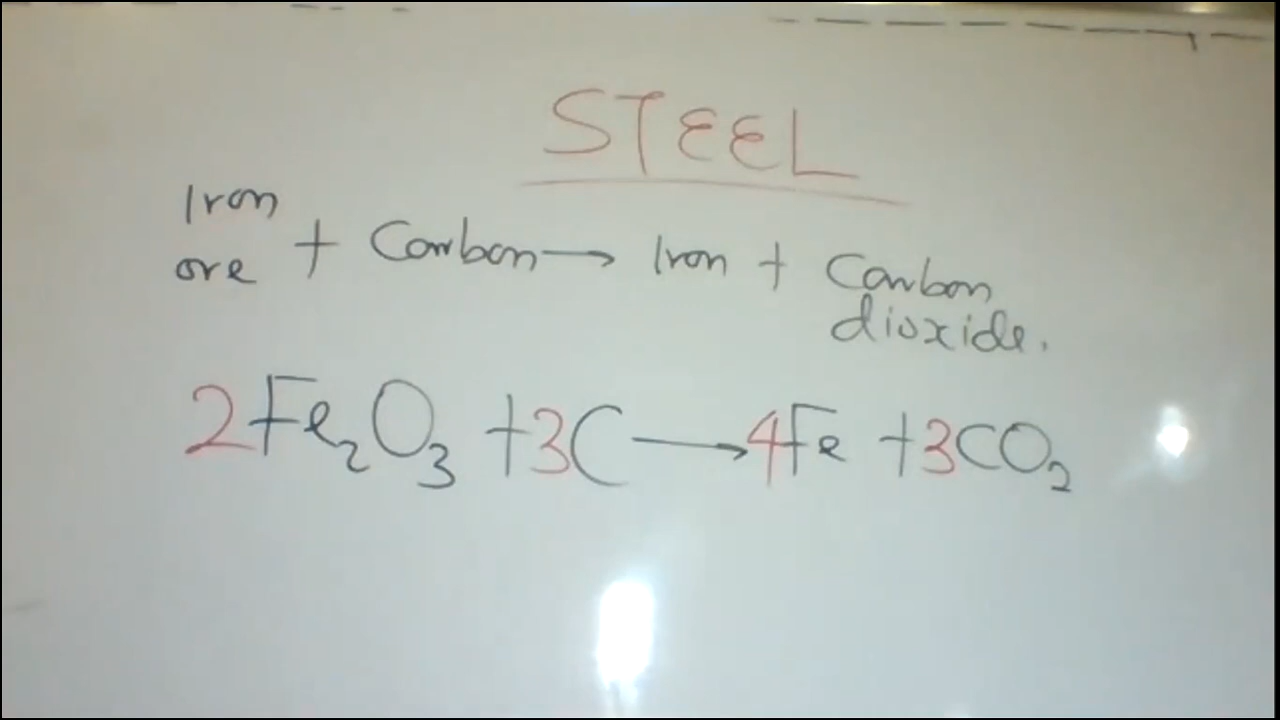 STEEL
Iron ore + Carbon → Iron + Carbon dioxide.
2Fe₂O₃ + 3C → 4Fe + 3CO₂